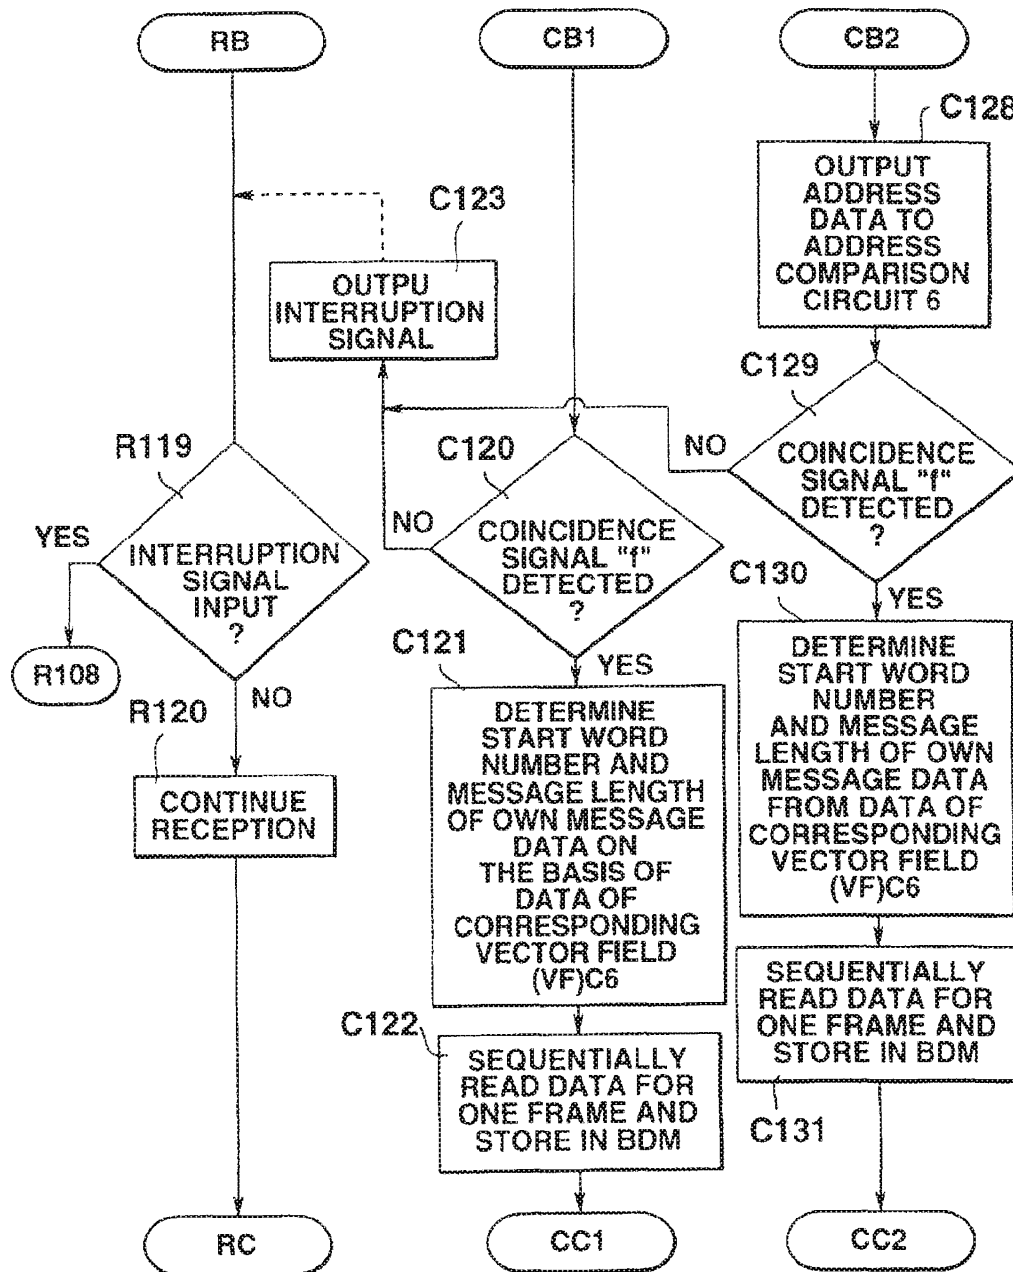 RB
CB1
CB2
C128
OUTPUT
ADDRESS
DATA TO
ADDRESS
COMPARISON
CIRCUIT 6
C123
OUTPU
INTERRUPTION
SIGNAL
C129
NO
COINCIDENCE
SIGNAL "f"
DETECTED
?
R119
YES
INTERRUPTION
SIGNAL
INPUT
?
R108
NO
C120
NO
COINCIDENCE
SIGNAL "f"
DETECTED
?
C130
YES
C121
YES
R120
CONTINUE
RECEPTION
DETERMINE
START WORD
NUMBER AND
MESSAGE LENGTH
OF OWN MESSAGE
DATA ON
THE BASIS OF
DATA OF
CORRESPONDING
VECTOR FIELD
(VF)C6
DETERMINE
START WORD
NUMBER
AND MESSAGE
LENGTH OF OWN
MESSAGE DATA
FROM DATA OF
CORRESPONDING
VECTOR FIELD
(VF)C6
C122
SEQUENTIALLY
READ DATA FOR
ONE FRAME AND
STORE IN BDM
SEQUENTIALLY
READ DATA FOR
ONE FRAME AND
STORE IN BDM
C131
RC
CC1
CC2